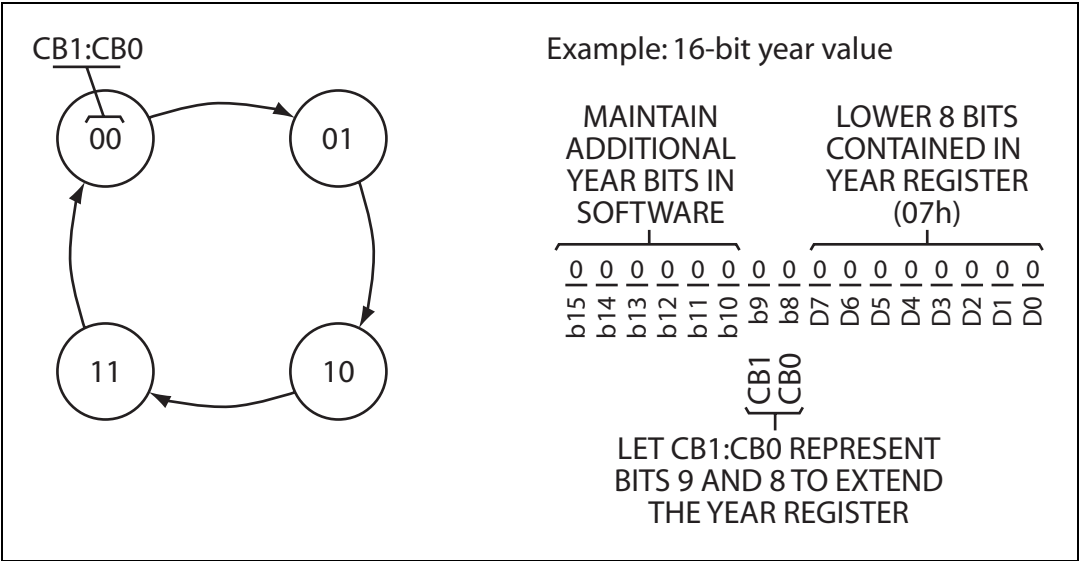 CB1:CB0
00
01
11
10
Example: 16-bit year value
MAINTAIN
ADDITIONAL
YEAR BITS IN
SOFTWARE
LOWER 8 BITS
CONTAINED IN
YEAR REGISTER
(07h)
0 0 0 0 0 0 0 0 0 0 0 0 0 0 0 0
b15 b14 b13 b12 b11 b10 b9 b8 D7 D6 D5 D4 D3 D2 D1 D0
CB1 CB0
LET CB1:CB0 REPRESENT
BITS 9 AND 8 TO EXTEND
THE YEAR REGISTER